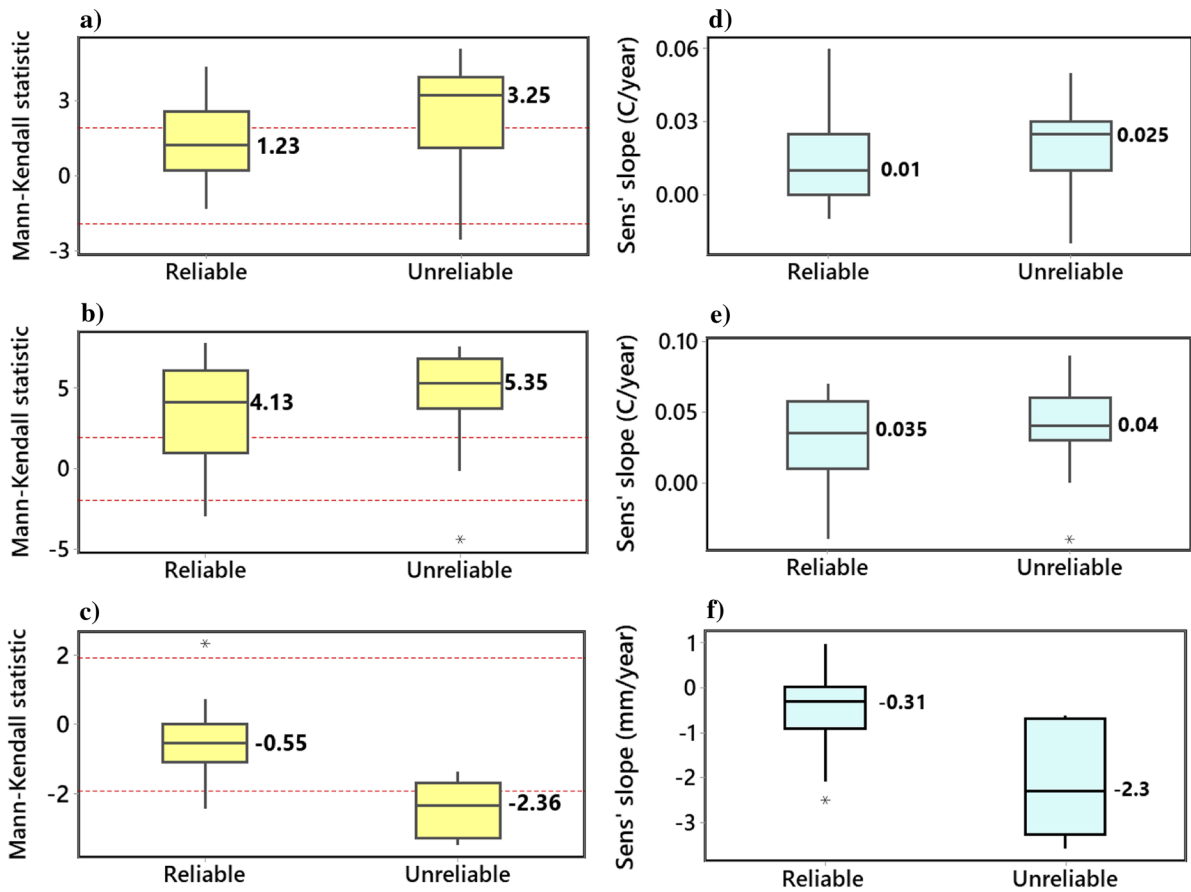 a)
Mann-Kendall statistic
3
0
-3
1.23
3.25
Reliable
Unreliable
d)
Sens' slope (C/year)
0.06
0.03
0.00
0.01
0.025
Reliable
Unreliable
b)
Mann-Kendall statistic
5
0
-5
4.13
5.35
*
Reliable
Unreliable
e)
Sens' slope (C/year)
0.10
0.05
0.00
0.035
0.04
*
Reliable
Unreliable
c)
Mann-Kendall statistic
2
0
-2
*
-0.55
-2.36
Reliable
Unreliable
f)
Sens' slope (mm/year)
1
0
-1
-2
-3
-0.31
*
-2.3
Reliable
Unreliable